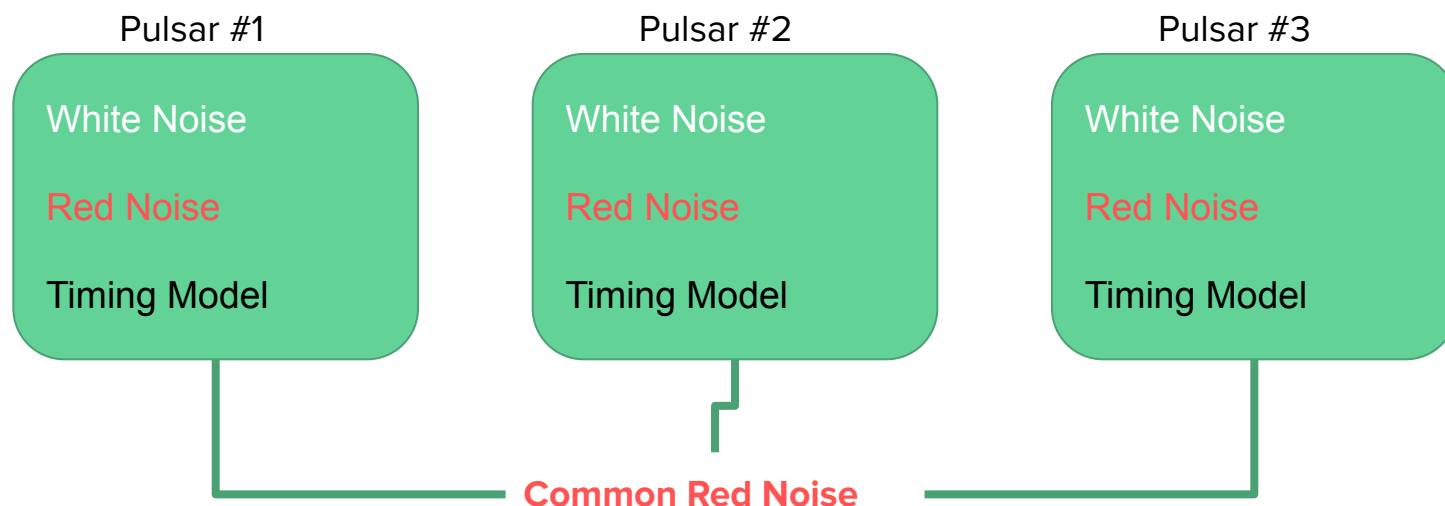 Pulsar #1
White Noise
Red Noise
Timing Model
Pulsar #2
White Noise
Red Noise
Timing Model
Pulsar #3
White Noise
Red Noise
Timing Model
Common Red Noise